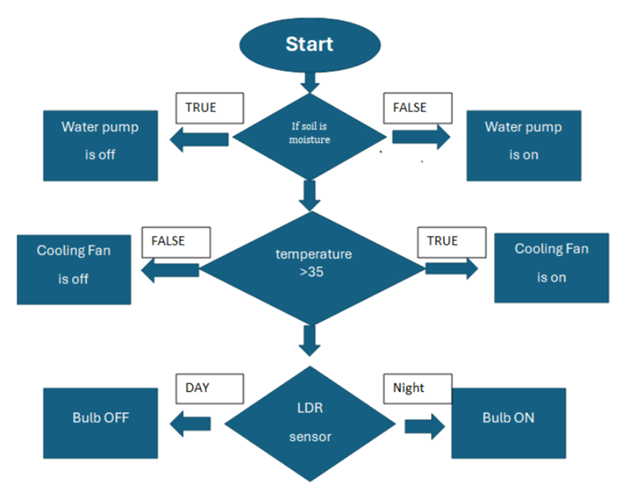 Start
TRUE
FALSE
Water pump
is off
If soil is
moisture
Water pump
is on
FALSE
TRUE
Cooling Fan
is off
temperature
>35
Cooling Fan
is on
DAY
Night
Bulb OFF
LDR
sensor
Bulb ON